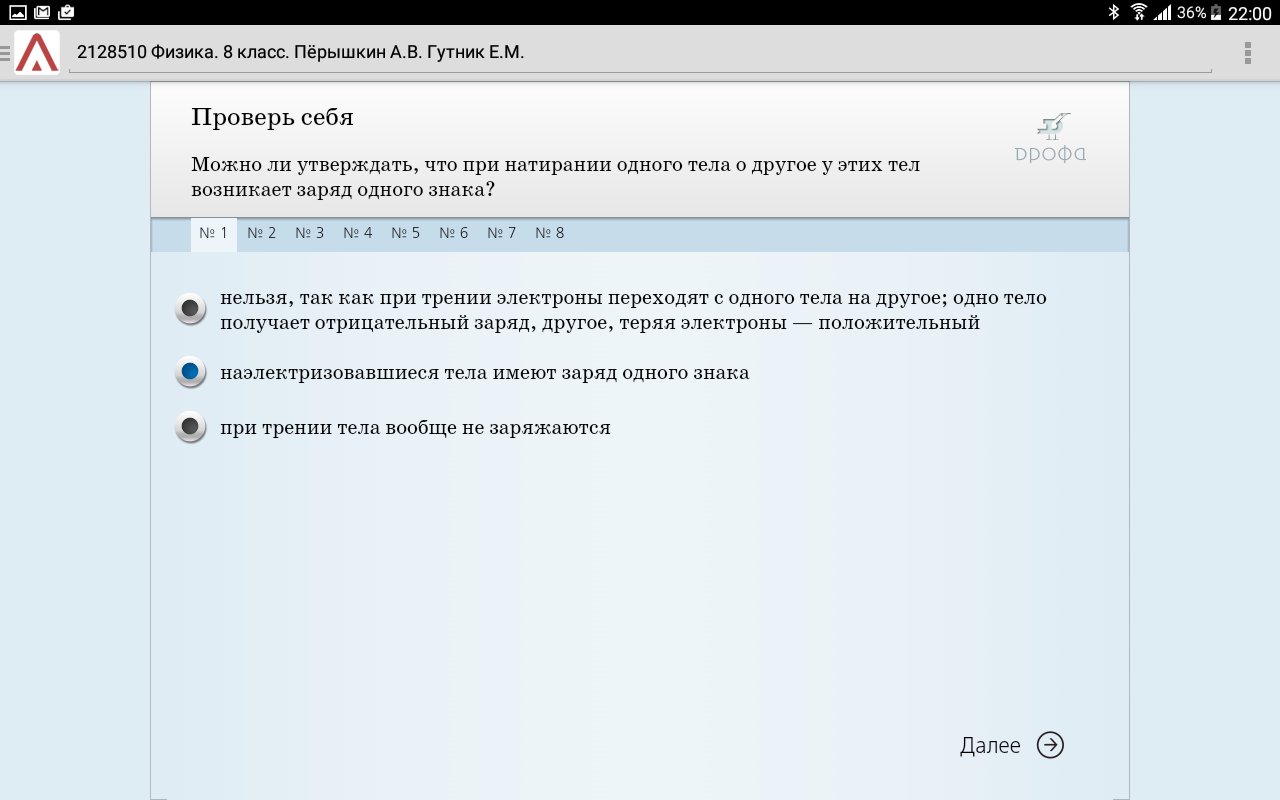 36% 22:00
2128510 Физика. 8 класс. Пёрышкин А.В. Гутник Е.М.
Проверь себя
дрофа
Можно ли утверждать, что при натирании одного тела о другое у этих тел
возникает заряд одного знака?
№ 1 № 2 № 3 № 4 № 5 № 6 № 7 № 8
нельзя, так как при трении электроны переходят с одного тела на другое; одно тело
получает отрицательный заряд, другое, теряя электроны — положительный
наэлектризовавшиеся тела имеют заряд одного знака
при трении тела вообще не заряжаются
Далее